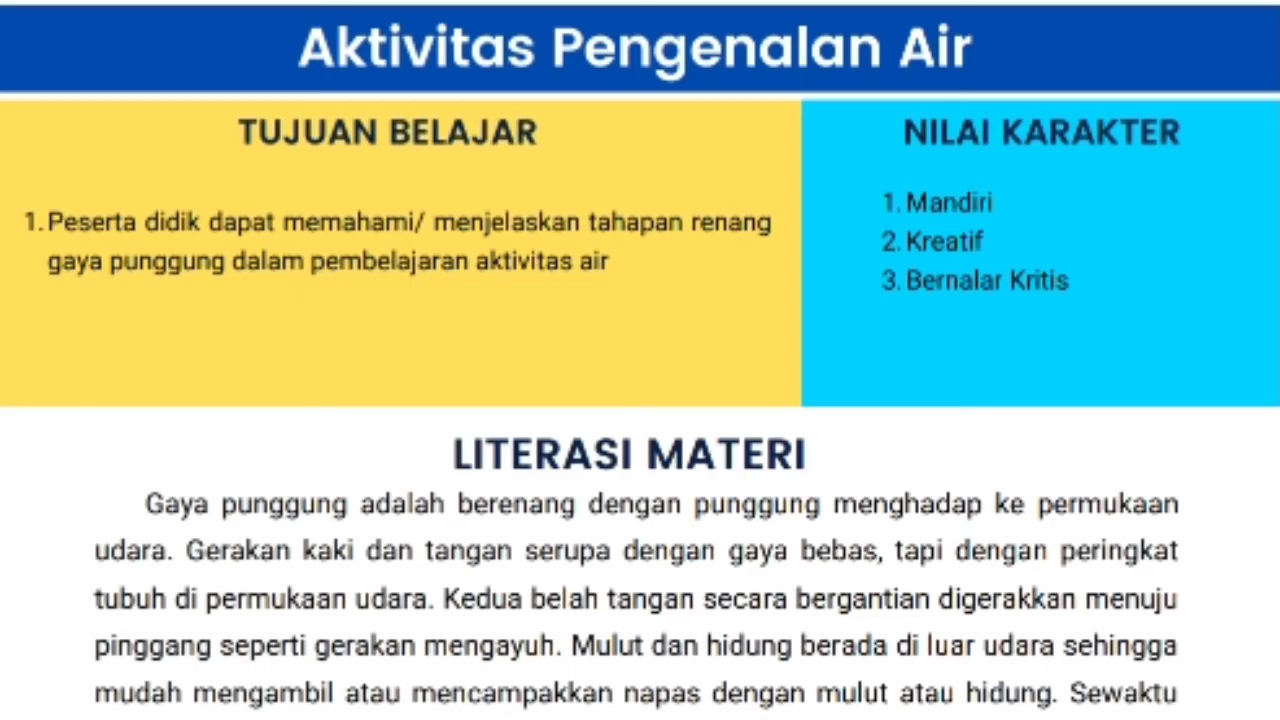 Aktivitas Pengenalan Air
TUJUAN BELAJAR
1. Peserta didik dapat memahami/ menjelaskan tahapan renang
gaya punggung dalam pembelajaran aktivitas air
NILAI KARAKTER
1. Mandiri
2. Kreatif
3. Bernalar Kritis
LITERASI MATERI
Gaya punggung adalah berenang dengan punggung menghadap ke permukaan
udara. Gerakan kaki dan tangan serupa dengan gaya bebas, tapi dengan peringkat
tubuh di permukaan udara. Kedua belah tangan secara bergantian digerakkan menuju
pinggang seperti gerakan mengayuh. Mulut dan hidung berada di luar udara sehingga
mudah mengambil atau mencampakkan napas dengan mulut atau hidung. Sewaktu